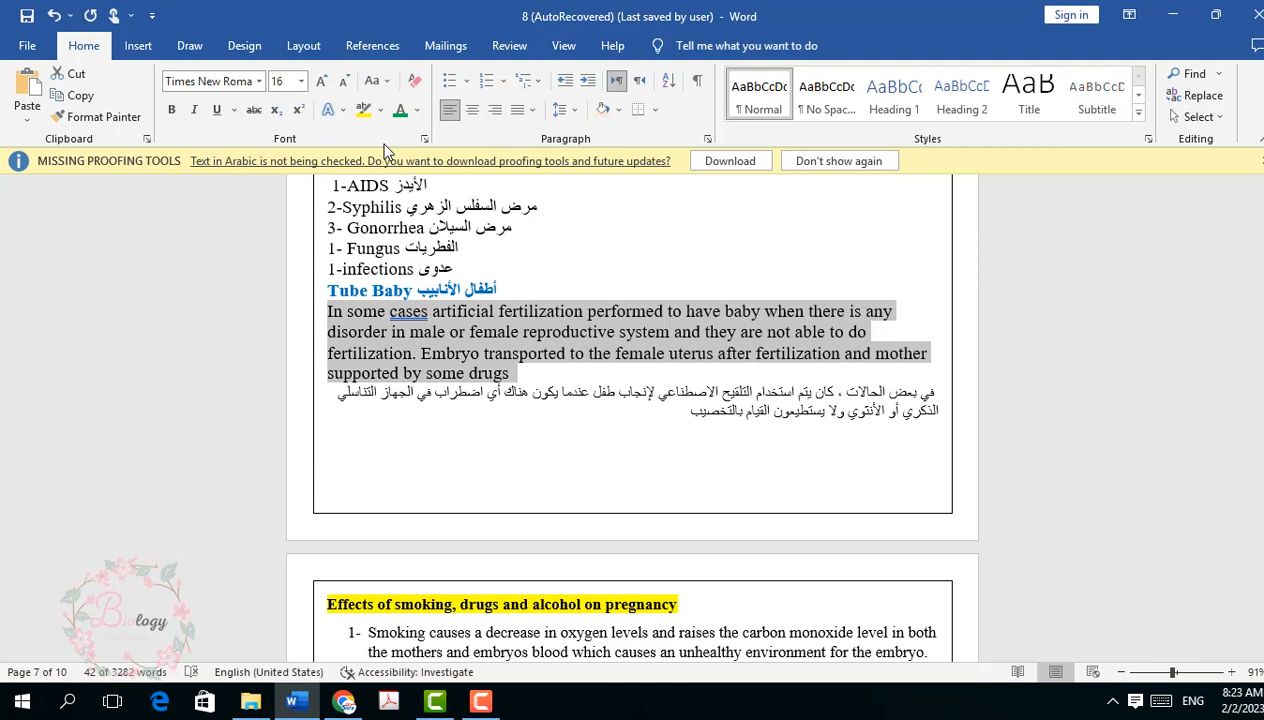 8 (AutoRecovered) (Last saved by user) - Word
Sign in
File Home Insert Draw Design Layout References Mailings Review View Help Tell me what you want to do
Paste
Cut
Copy
Format Painter
Clipboard
Times New Roma 16
Font
Paragraph
AaBbCcDc ¶ Normal
AaBbCcDc ¶ No Spac...
AaBbCc Heading 1
AaBbCcD Heading 2
AaB Title
AaBbCcD Subtitle
Styles
Find
Replace
Select
Editing
MISSING PROOFING TOOLS Text in Arabic is not being checked. Do you want to download proofing tools and future updates? Download Don't show again
1-AIDS الأيدز
2-Syphilis مرض السفلس الزهري
3- Gonorrhea مرض السيلان
1- Fungus الفطريات
1-infections عدوى
Tube Baby أطفال الأنابيب
In some cases artificial fertilization performed to have baby when there is any
disorder in male or female reproductive system and they are not able to do
fertilization. Embryo transported to the female uterus after fertilization and mother
supported by some drugs
في بعض الحالات ، كان يتم استخدام التلقيح الاصطناعي لإنجاب طفل عندما يكون هناك أي اضطراب في الجهاز التناسلي
الذكري أو الأنثوي ولا يستطيعون القيام بالتخصيب
Effects of smoking, drugs and alcohol on pregnancy
1- Smoking causes a decrease in oxygen levels and raises the carbon monoxide level in both
the mothers and embryos blood which causes an unhealthy environment for the embryo.
Biology
Page 7 of 10 42 of 3282 words English (United States) Accessibility: Investigate 91%
ENG
8:23 AM
2/2/2023